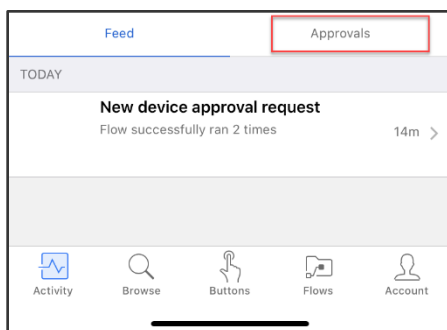 Feed Approvals
TODAY
New device approval request
Flow successfully ran 2 times 14m
Activity Browse Buttons Flows Account